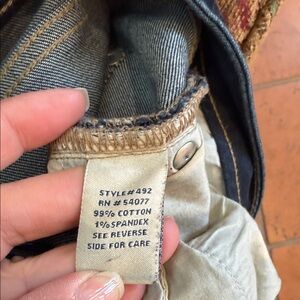 STYLE# 492
RN # 54077
99% COTTON
1% SPANDEX
SEE REVERSE
SIDE FOR CARE